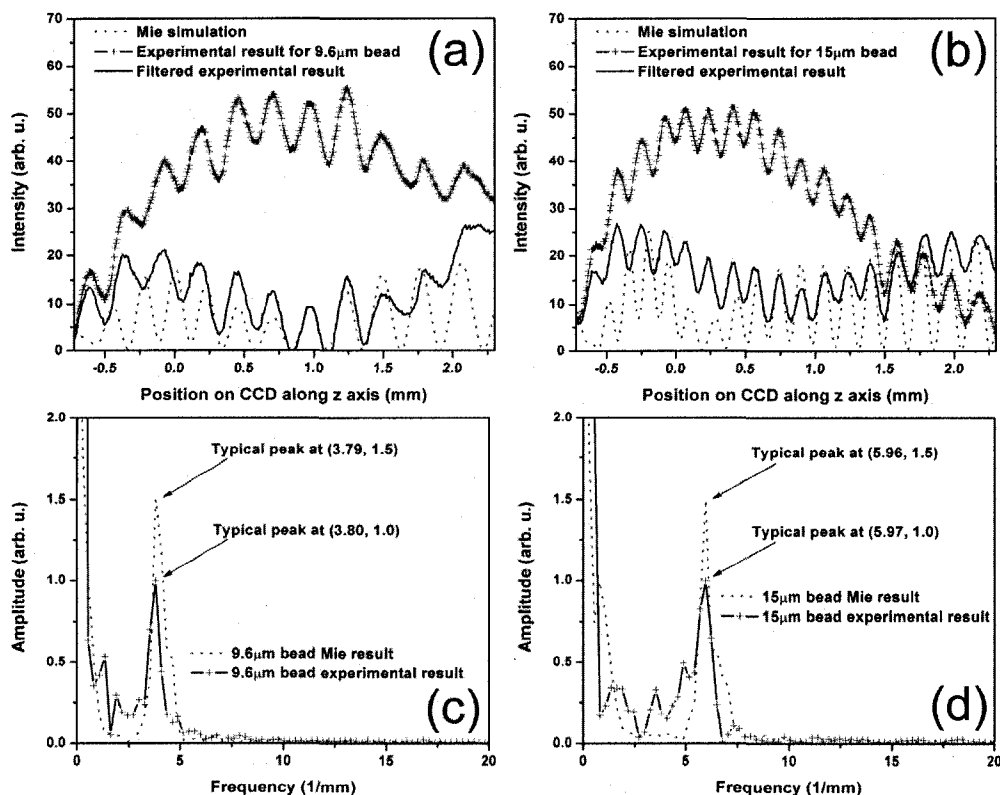 Mie simulation
Experimental result for 9.6μm bead
Filtered experimental result
(a)
Intensity (arb. u.)
60
50
40
30
20
10
0
-0.5 0.0 0.5 1.0 1.5 2.0
Position on CCD along z axis (mm)
Mie simulation
Experimental result for 15μm bead
Filtered experimental result
(b)
Intensity (arb. u.)
70
60
50
40
30
20
10
0
-0.5 0.0 0.5 1.0 1.5 2.0
Position on CCD along z axis (mm)
2.0
1.5
1.0
0.5
0.0
Amplitude (arb. u.)
Typical peak at (3.79, 1.5)
Typical peak at (3.80, 1.0)
9.6μm bead Mie result
9.6μm bead experimental result
(c)
0 5 10 15 20
Frequency (1/mm)
2.0
1.5
1.0
0.5
0.0
Amplitude (arb. u.)
Typical peak at (5.96, 1.5)
Typical peak at (5.97, 1.0)
15μm bead Mie result
15μm bead experimental result
(d)
0 5 10 15 20
Frequency (1/mm)